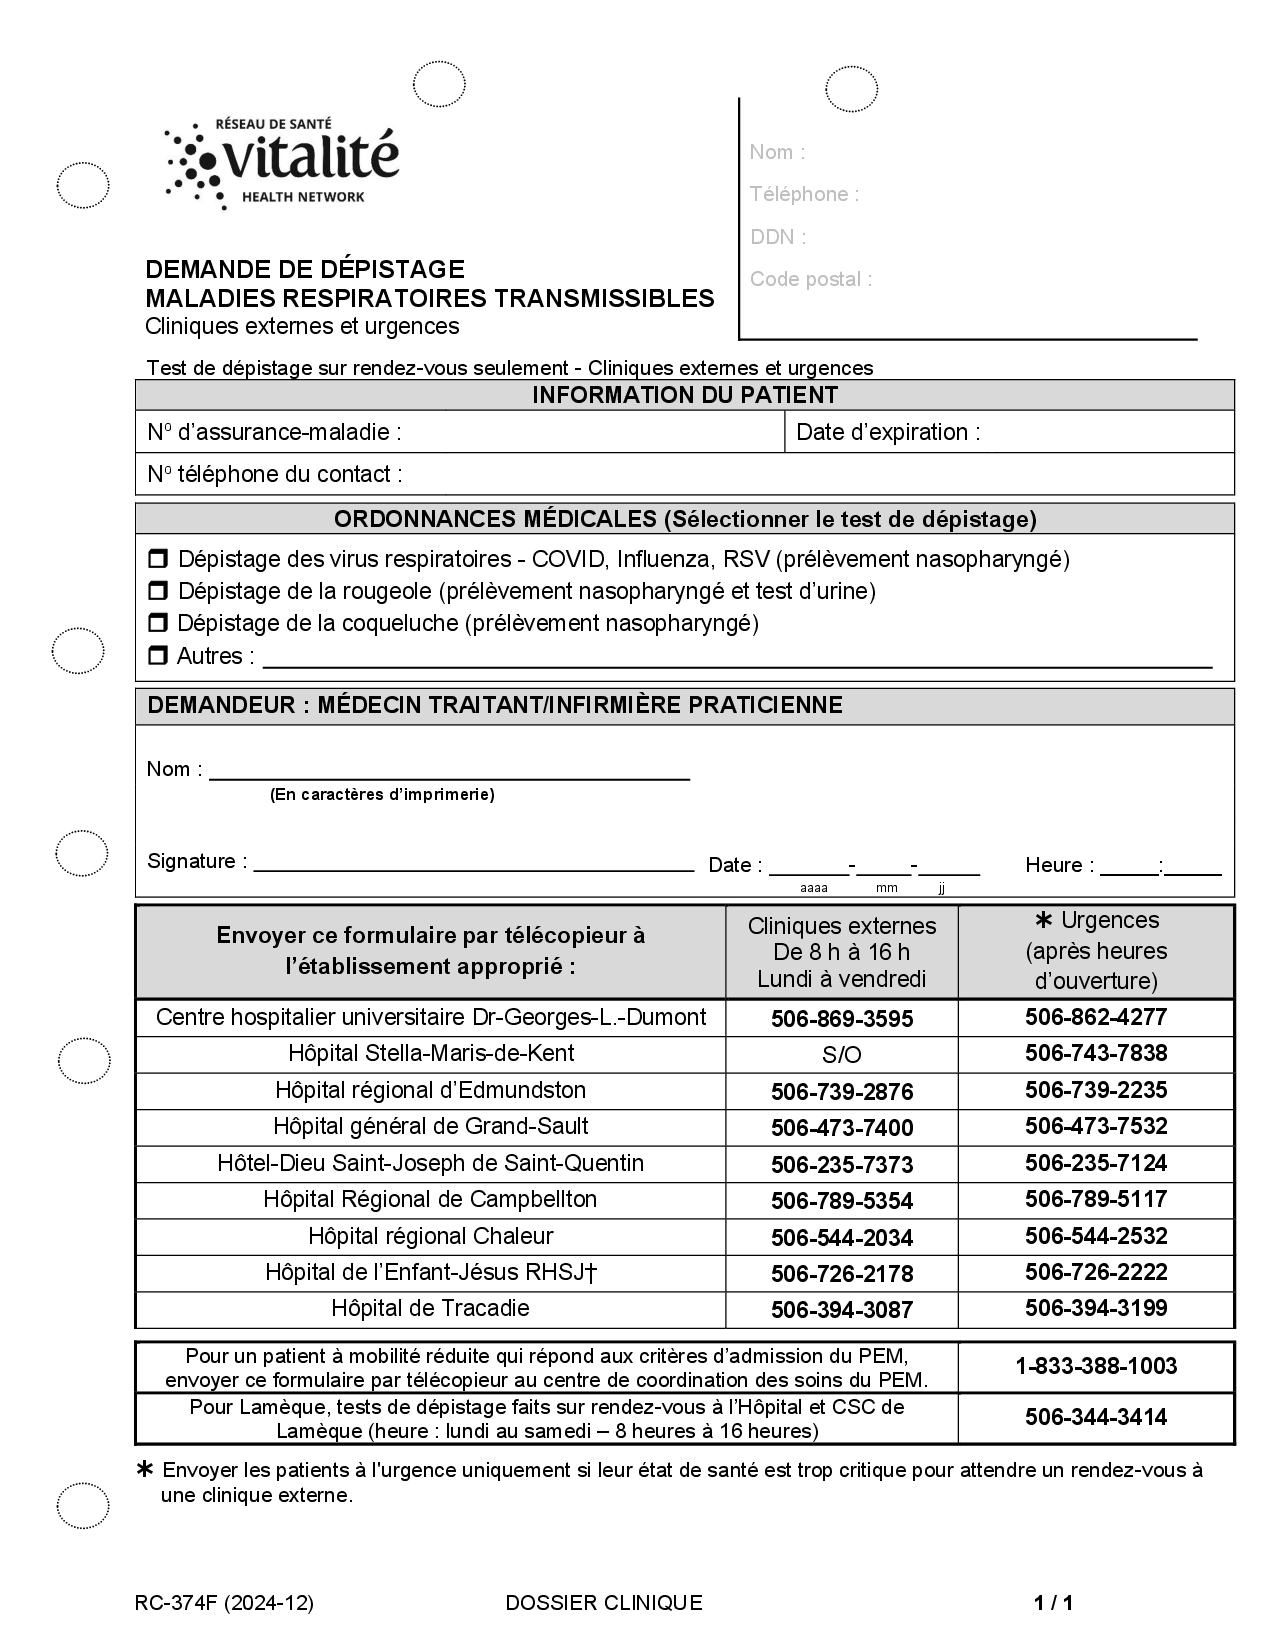 RÉSEAU DE SANTÉ
vitalité
HEALTH NETWORK
Nom :
Téléphone :
DDN :
Code postal :
DEMANDE DE DÉPISTAGE
MALADIES RESPIRATOIRES TRANSMISSIBLES
Cliniques externes et urgences
Test de dépistage sur rendez-vous seulement - Cliniques externes et urgences
INFORMATION DU PATIENT
Nº d’assurance-maladie : Date d’expiration :
Nº téléphone du contact :
ORDONNANCES MÉDICALES (Sélectionner le test de dépistage)
❒ Dépistage des virus respiratoires - COVID, Influenza, RSV (prélèvement nasopharyngé)
❒ Dépistage de la rougeole (prélèvement nasopharyngé et test d’urine)
❒ Dépistage de la coqueluche (prélèvement nasopharyngé)
❒ Autres :
DEMANDEUR : MÉDECIN TRAITANT/INFIRMIÈRE PRATICIENNE
Nom :
(En caractères d’imprimerie)
Signature : Date : - - Heure : :
aaaa mm jj
Envoyer ce formulaire par télécopieur à
l’établissement approprié :
Cliniques externes
De 8 h à 16 h
Lundi à vendredi
* Urgences
(après heures
d’ouverture)
Centre hospitalier universitaire Dr-Georges-L.-Dumont 506-869-3595 506-862-4277
Hôpital Stella-Maris-de-Kent S/O 506-743-7838
Hôpital régional d’Edmundston 506-739-2876 506-739-2235
Hôpital général de Grand-Sault 506-473-7400 506-473-7532
Hôtel-Dieu Saint-Joseph de Saint-Quentin 506-235-7373 506-235-7124
Hôpital Régional de Campbellton 506-789-5354 506-789-5117
Hôpital régional Chaleur 506-544-2034 506-544-2532
Hôpital de l’Enfant-Jésus RHSJ† 506-726-2178 506-726-2222
Hôpital de Tracadie 506-394-3087 506-394-3199
Pour un patient à mobilité réduite qui répond aux critères d’admission du PEM,
envoyer ce formulaire par télécopieur au centre de coordination des soins du PEM.
1-833-388-1003
Pour Lamèque, tests de dépistage faits sur rendez-vous à l’Hôpital et CSC de
Lamèque (heure : lundi au samedi – 8 heures à 16 heures)
506-344-3414
* Envoyer les patients à l'urgence uniquement si leur état de santé est trop critique pour attendre un rendez-vous à
une clinique externe.
RC-374F (2024-12) DOSSIER CLINIQUE 1 / 1